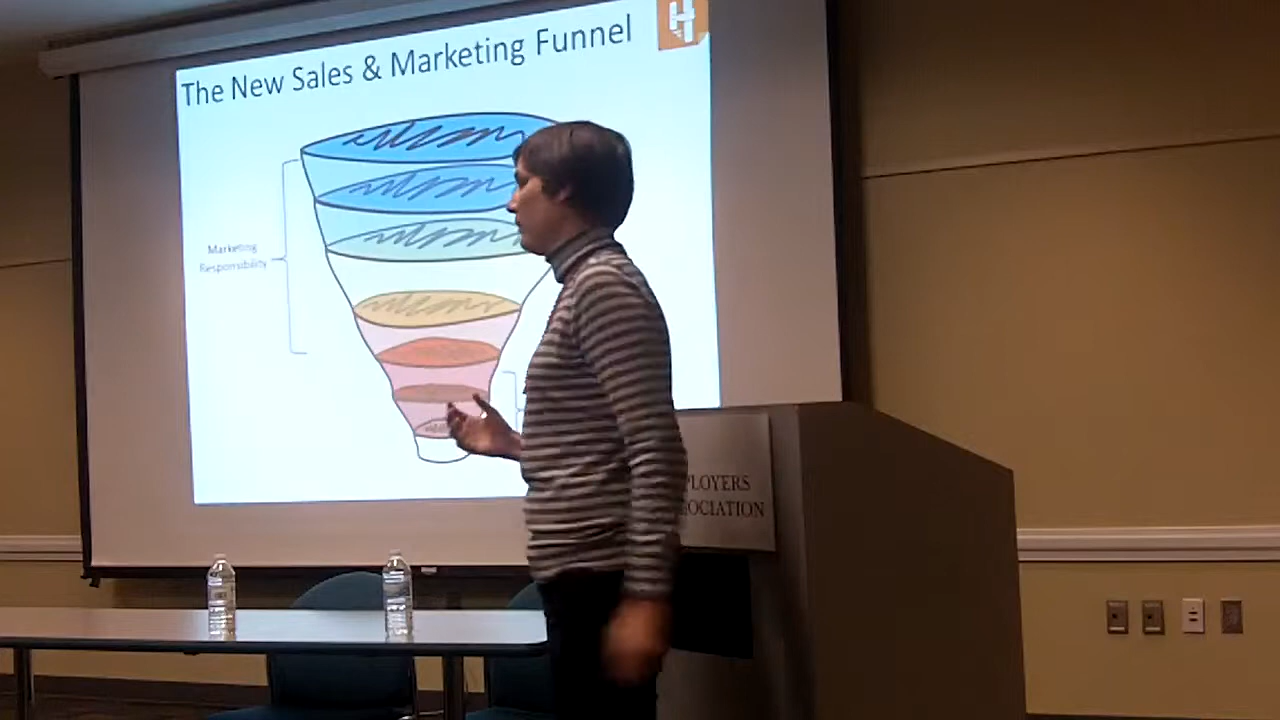 The New Sales & Marketing Funnel
H
Marketing
Responsibility
PLOYERS
OCIATION